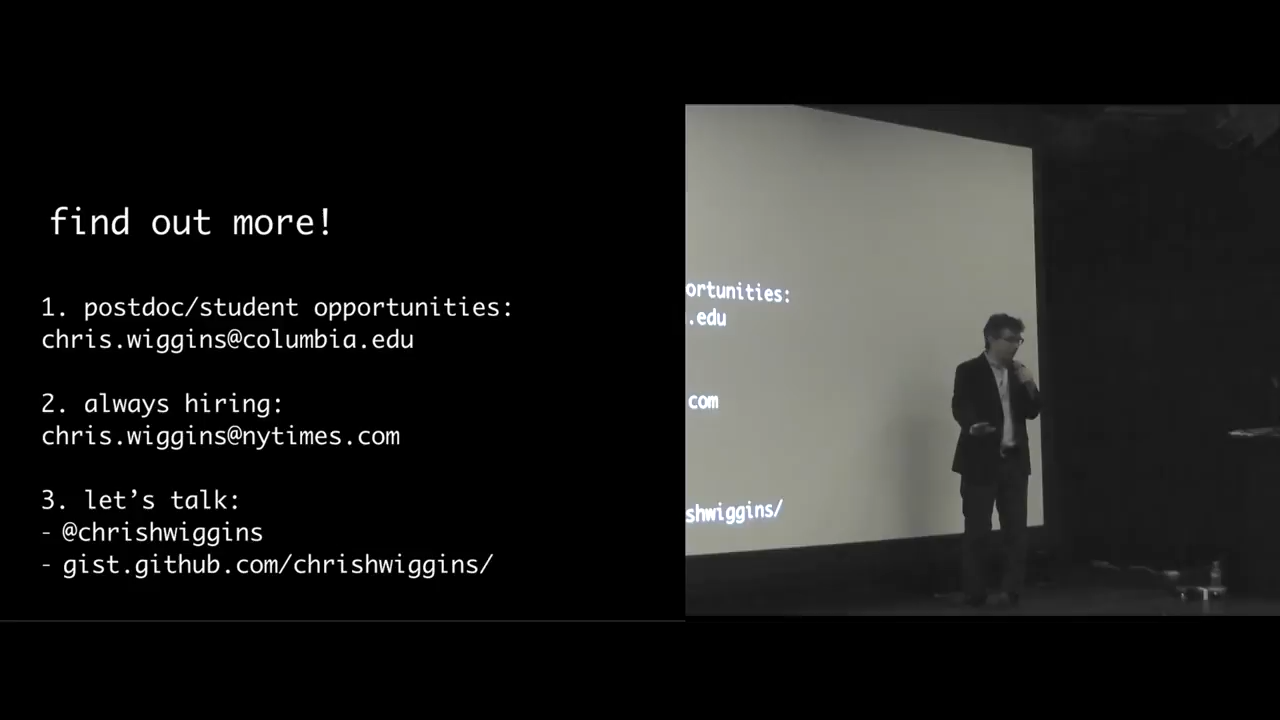 find out more!
1. postdoc/student opportunities:
chris.wiggins@columbia.edu
2. always hiring:
chris.wiggins@nytimes.com
3. let’s talk:
- @chrishwiggins
- gist.github.com/chrishwiggins/
ortunities:
.edu
com
shwiggins/